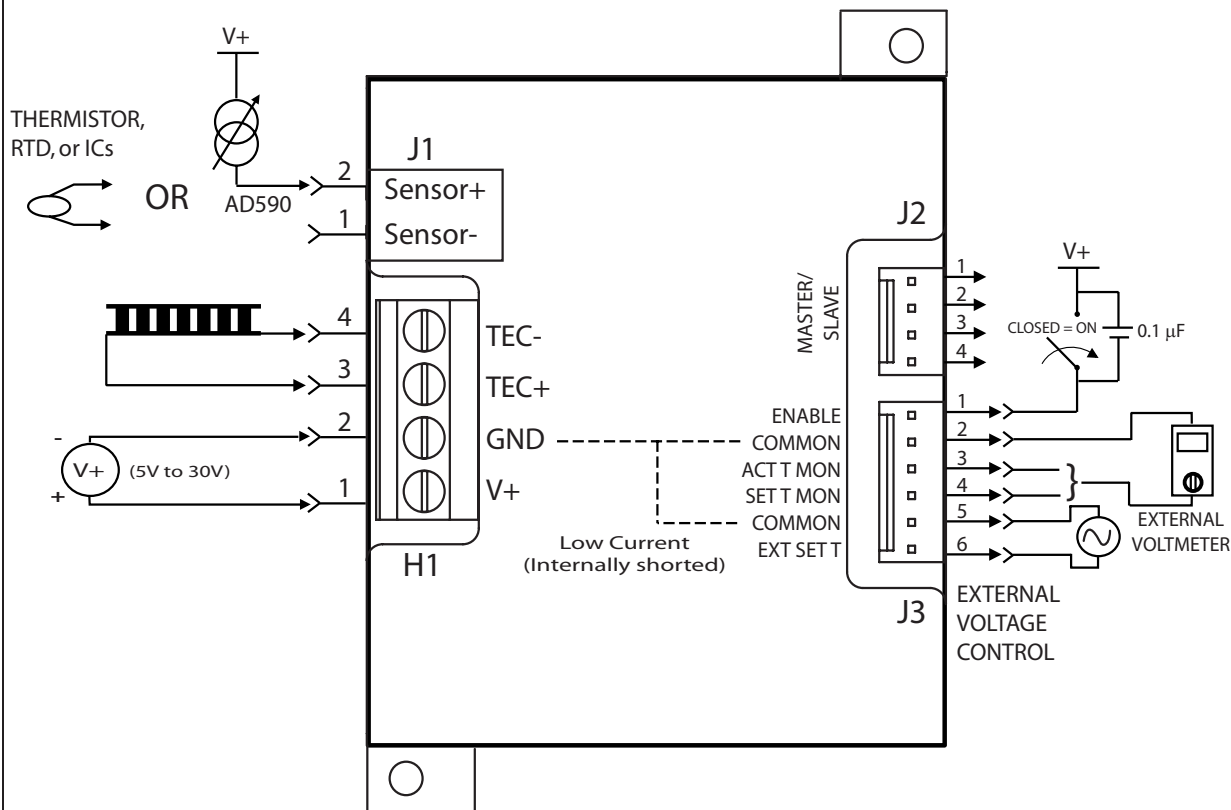 V+
THERMISTOR,
RTD, or ICs
OR
AD590
J1
2
Sensor+
1
Sensor-
4
TEC-
3
TEC+
2
GND
1
V+
H1
-
V+
(5V to 30V)
+
Low Current
(Internally shorted)
J2
MASTER/
SLAVE
1
2
3
4
V+
CLOSED = ON
0.1 µF
ENABLE
1
COMMON
2
ACT T MON
3
SET T MON
4
COMMON
5
EXT SET T
6
}
EXTERNAL
VOLTMETER
J3
EXTERNAL
VOLTAGE
CONTROL